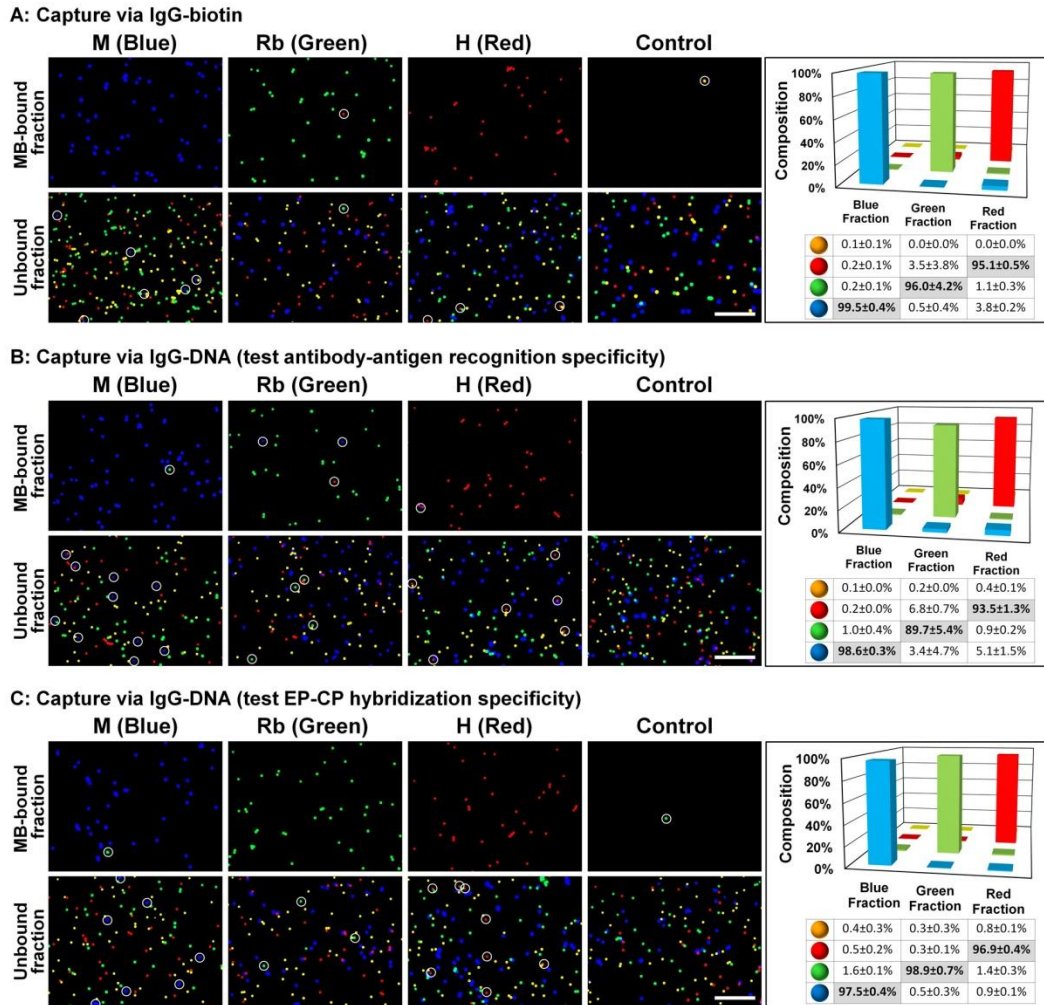 A: Capture via IgG-biotin
M (Blue) Rb (Green) H (Red) Control
MB-bound
fraction
Unbound
fraction
100%
80%
60%
40%
20%
0%
Composition
Blue Fraction Green Fraction Red Fraction
0.1±0.1% 0.0±0.0% 0.0±0.0%
0.2±0.1% 3.5±3.8% 95.1±0.5%
0.2±0.1% 96.0±4.2% 1.1±0.3%
99.5±0.4% 0.5±0.4% 3.8±0.2%
B: Capture via IgG-DNA (test antibody-antigen recognition specificity)
M (Blue) Rb (Green) H (Red) Control
MB-bound
fraction
Unbound
fraction
100%
80%
60%
40%
20%
0%
Composition
Blue Fraction Green Fraction Red Fraction
0.1±0.0% 0.2±0.0% 0.4±0.1%
0.2±0.0% 6.8±0.7% 93.5±1.3%
1.0±0.4% 89.7±5.4% 0.9±0.2%
98.6±0.3% 3.4±4.7% 5.1±1.5%
C: Capture via IgG-DNA (test EP-CP hybridization specificity)
M (Blue) Rb (Green) H (Red) Control
MB-bound
fraction
Unbound
fraction
100%
80%
60%
40%
20%
0%
Composition
Blue Fraction Green Fraction Red Fraction
0.4±0.3% 0.3±0.3% 0.8±0.1%
0.5±0.2% 0.3±0.1% 96.9±0.4%
1.6±0.1% 98.9±0.7% 1.4±0.3%
97.5±0.4% 0.5±0.3% 0.9±0.1%